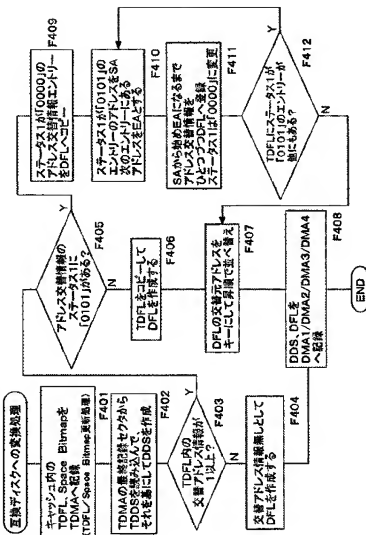 互換ディスクへの変換処理
キャッシュ内の
TDFL、Space Bitmapを
TDMAへ記録
(TDFL/Space Bitmap更新処理)
F401
TDMAの最終記録セクタから
TDDSを読み込んで、
それを基にしてDDSを作成
F402
TDFL内の
交替アドレス情報が
1以上?
F403
Y
N
交替アドレス情報無しとして
DFLを作成する
F404
アドレス交替情報の
ステータス1に
「0101」がある?
F405
Y
N
TDFLをコピーして
DFLを作成する
F406
DFLの交替元アドレスを
キーにして昇順で並べ替え
F407
DDS、DFLを
DMA1/DMA2/DMA3/DMA4
へ記録
F408
END
ステータス1が「0000」の
アドレス交替情報エントリー
をDFLへコピー
F409
ステータス1が「0101」の
エントリーのアドレスをSA
次のエントリーにある
アドレスをEAとする
F410
SAから始めEAになるまで
アドレス交替情報を
ひとつづつDFLへ登録
ステータス1は「0000」に変更
F411
TDFLにステータス1が
「0101」のエントリーが
他にもある?
F412
Y
N